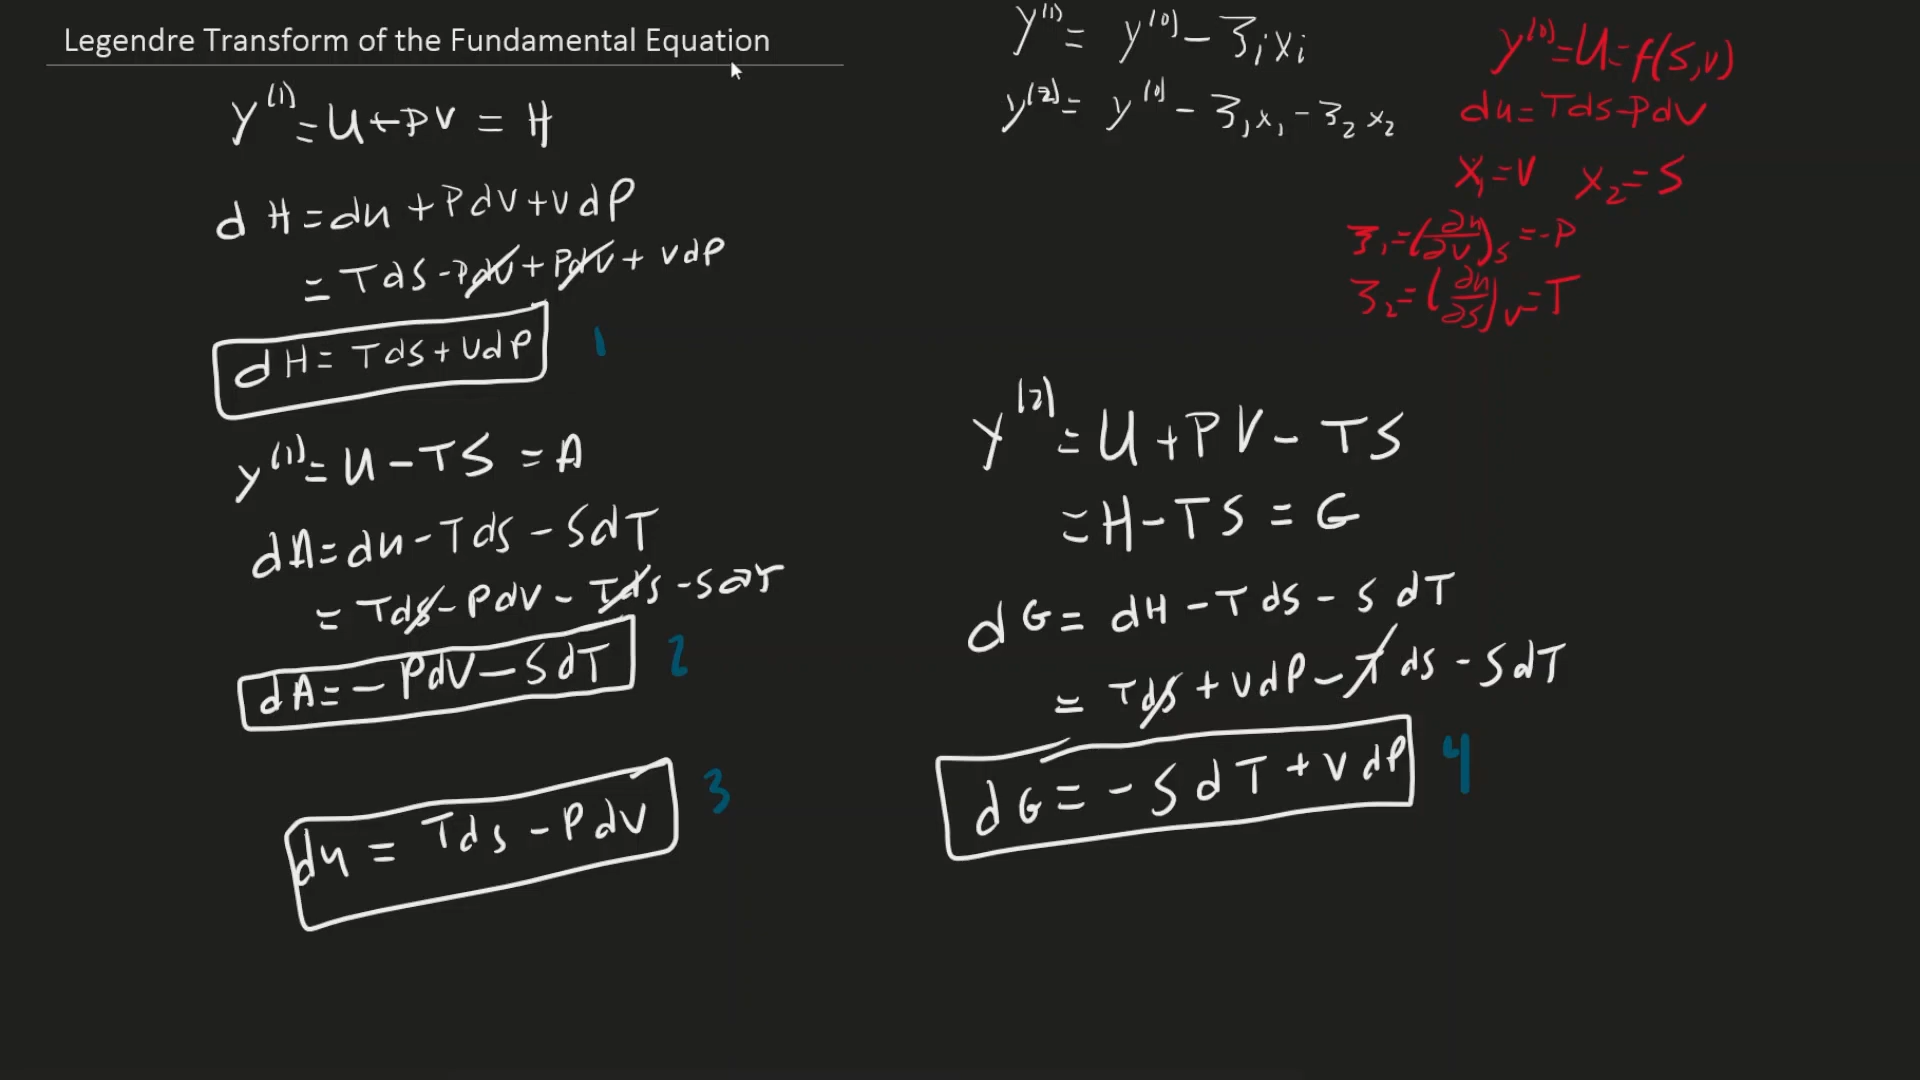 Legendre Transform of the Fundamental Equation
y⁽¹⁾ = U + PV = H
dH = du + PdV + VdP
= TdS - PdV + PdV + VdP
dH = TdS + VdP 1
y⁽¹⁾ = U - TS = A
dA = du - TdS - SdT
= TdS - PdV - TdS - SdT
dA = - PdV - SdT 2
du = TdS - PdV 3
y⁽¹⁾ = y⁽⁰⁾ - ξᵢxᵢ
y⁽²⁾ = y⁽⁰⁾ - ξ₁x₁ - ξ₂x₂
y⁽⁰⁾ = U = f(S,V)
du = TdS - PdV
x₁ = V x₂ = S
ξ₁ = (∂u/∂V)_S = -P
ξ₂ = (∂u/∂S)_V = T
y⁽²⁾ = U + PV - TS
= H - TS = G
dG = dH - TdS - SdT
= TdS + VdP - TdS - SdT
dG = - SdT + VdP 4